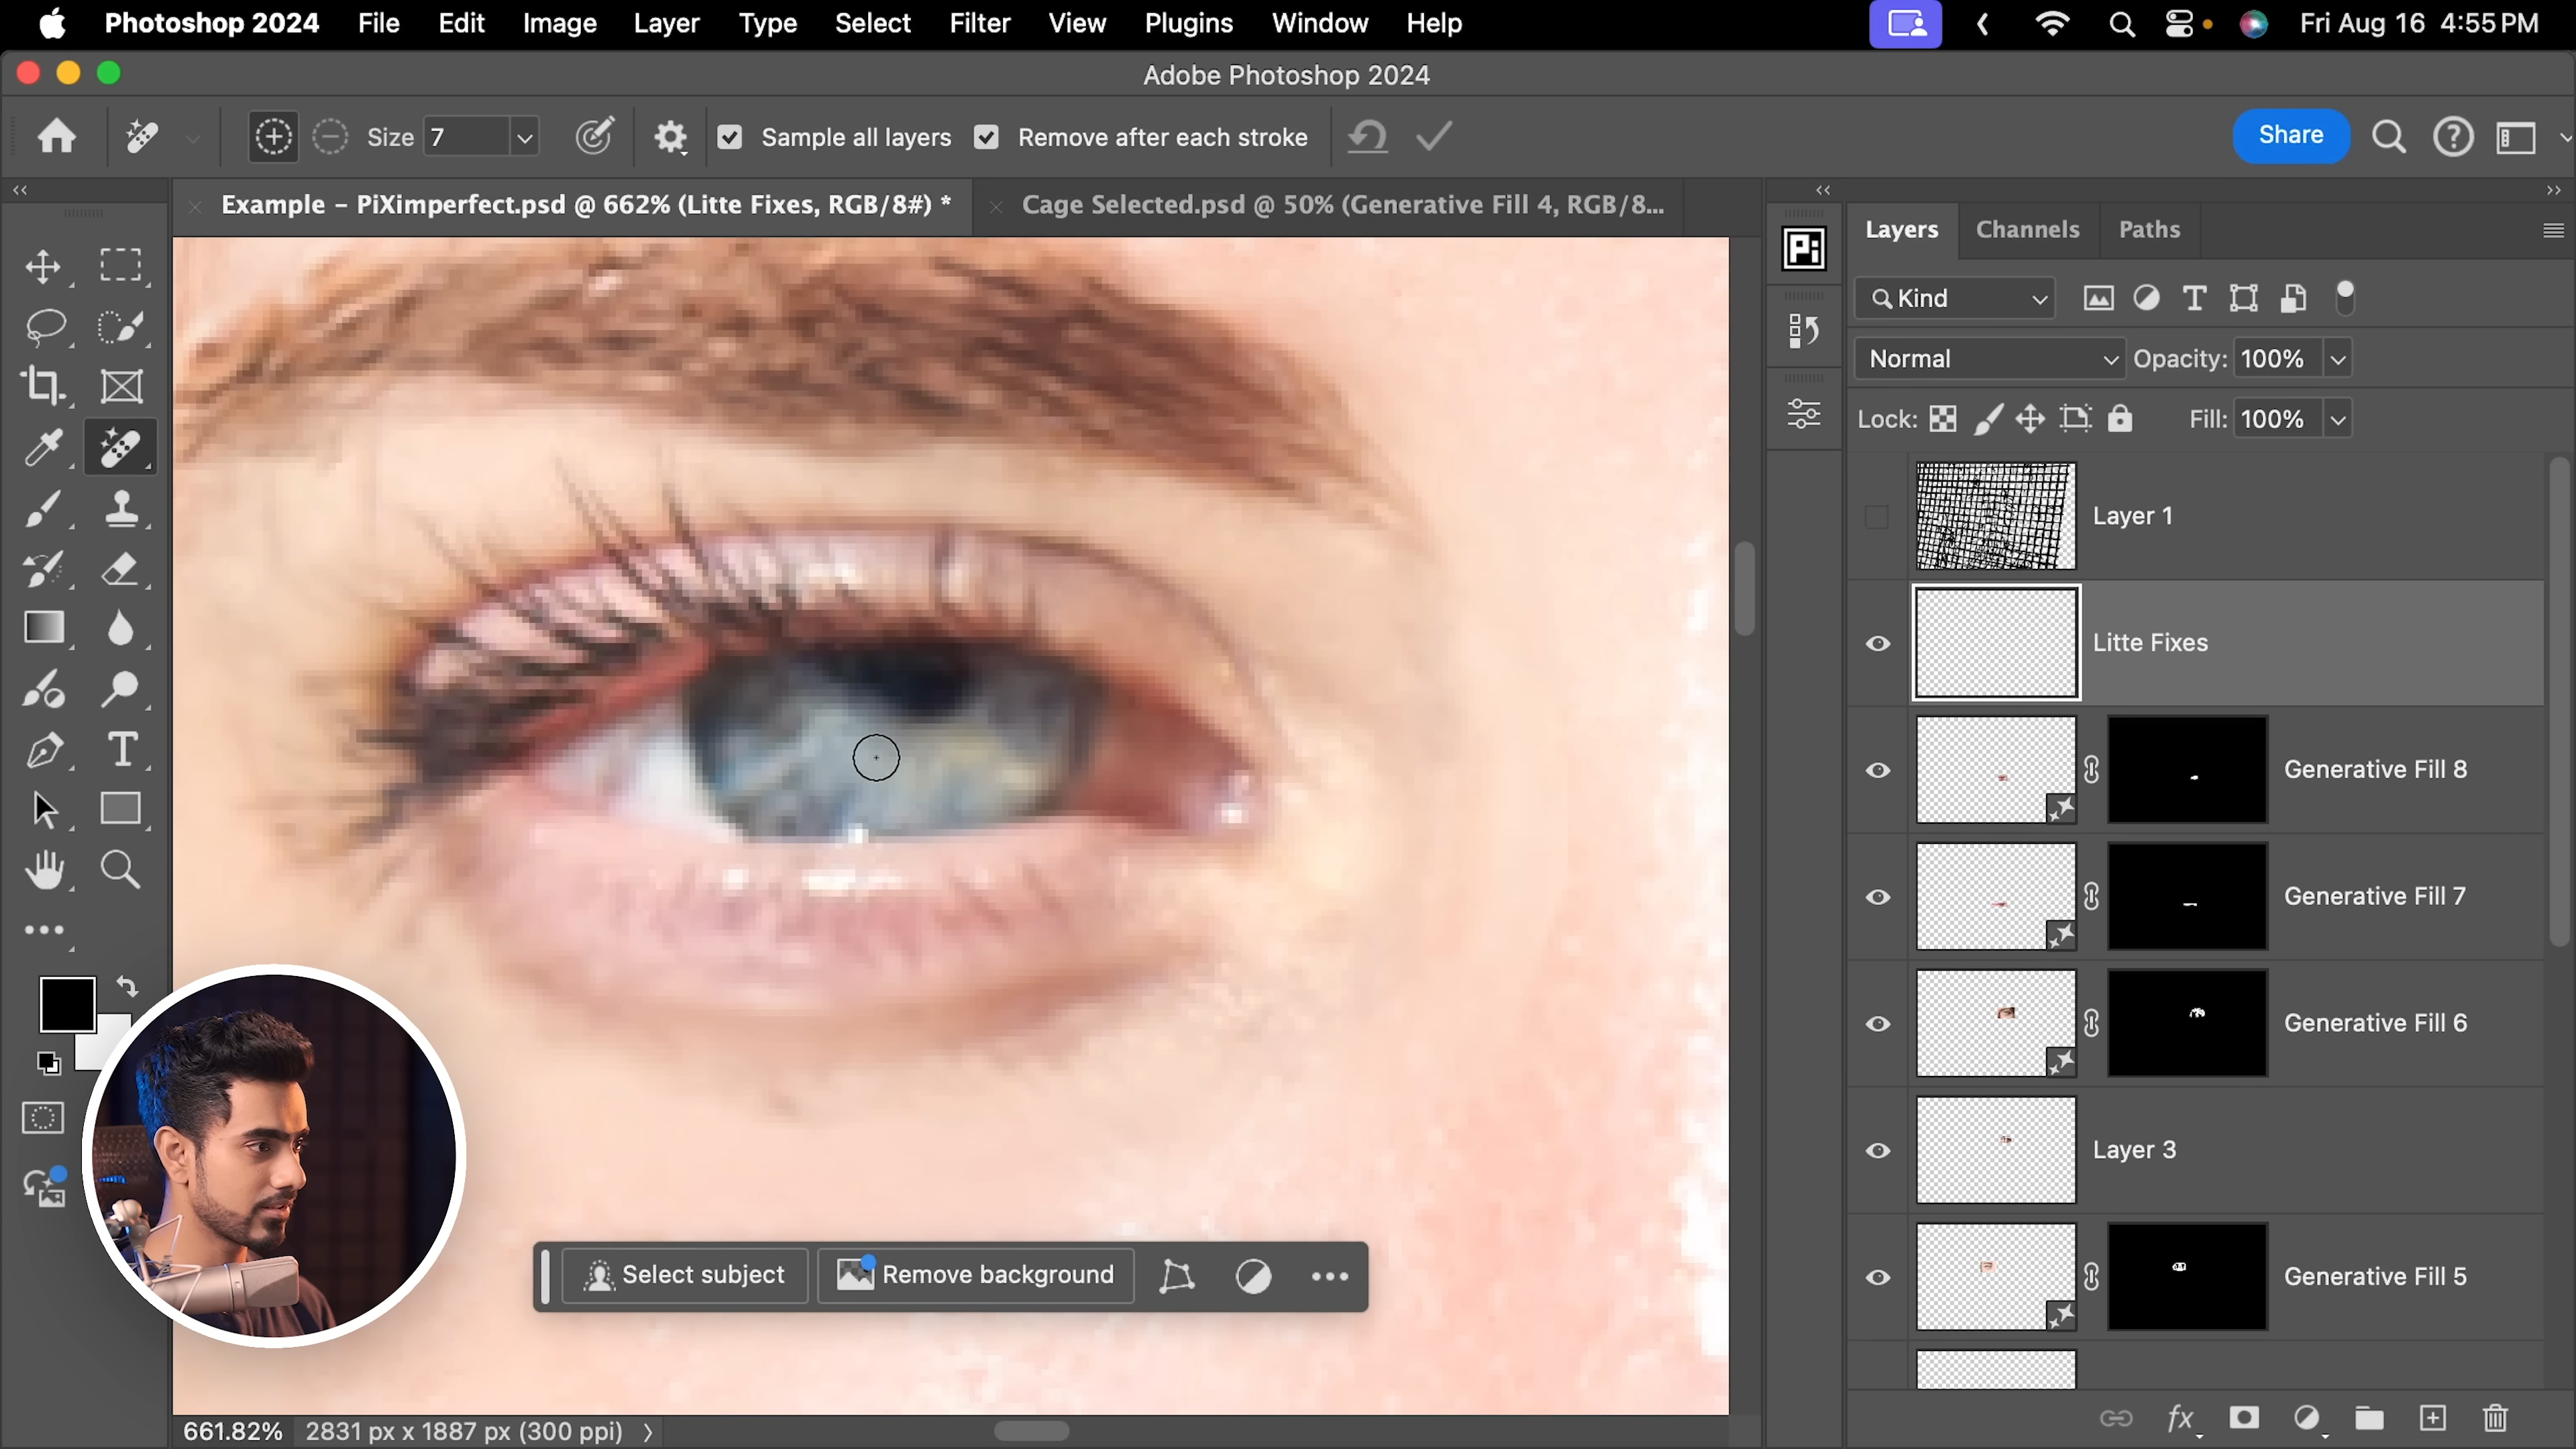 Photoshop 2024 File Edit Image Layer Type Select Filter View Plugins Window Help Fri Aug 16 4:55 PM
Adobe Photoshop 2024
Size 7 Sample all layers Remove after each stroke Share
Example – PiXimperfect.psd @ 662% (Litte Fixes, RGB/8#) * Cage Selected.psd @ 50% (Generative Fill 4, RGB/8...
Pi
Layers Channels Paths
Kind
Normal Opacity: 100%
Lock: Fill: 100%
Layer 1
Litte Fixes
Generative Fill 8
Generative Fill 7
Generative Fill 6
Layer 3
Generative Fill 5
Select subject Remove background
661.82% 2831 px x 1887 px (300 ppi)
fx